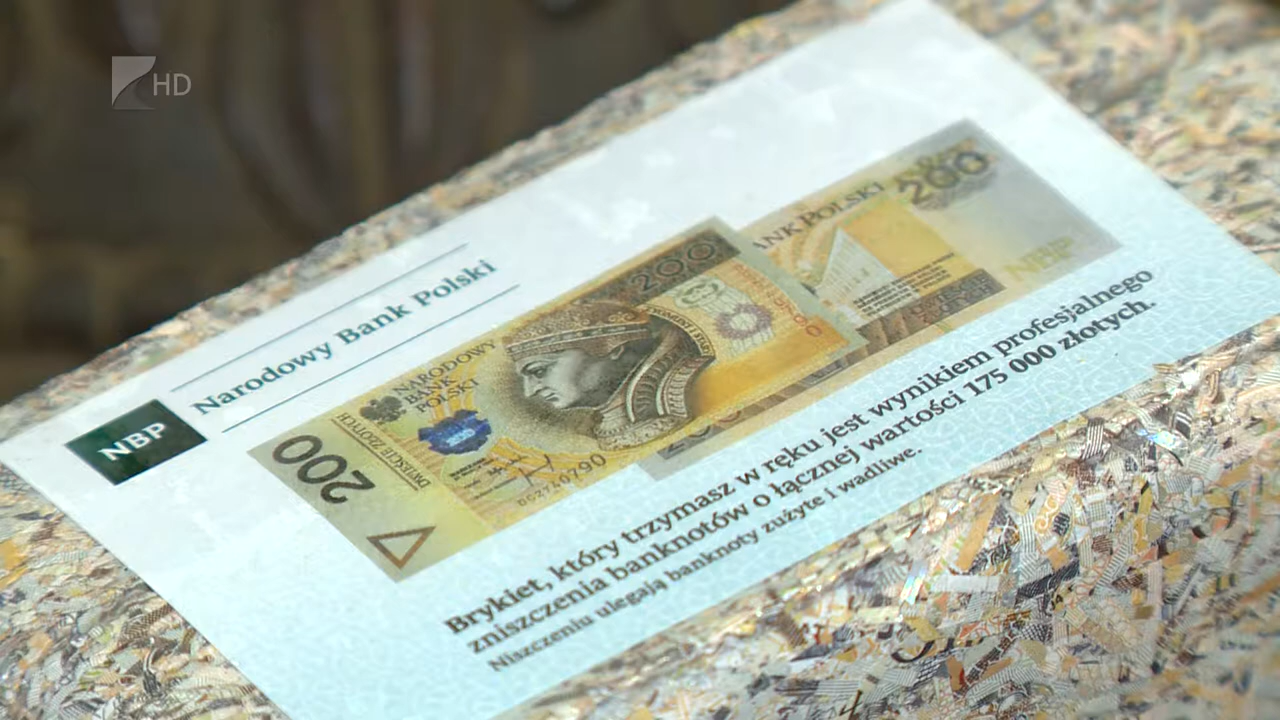 HD
Narodowy Bank Polski
NBP
200
DWIEŚCIE ZŁOTYCH
NARODOWY
BANK
POLSKI
200
DG2740790
BANK POLSKI
200
NBP
Brykiet, który trzymasz w ręku jest wynikiem profesjalnego
zniszczenia banknotów o łącznej wartości 175 000 złotych.
Niszczeniu ulegają banknoty zużyte i wadliwe.